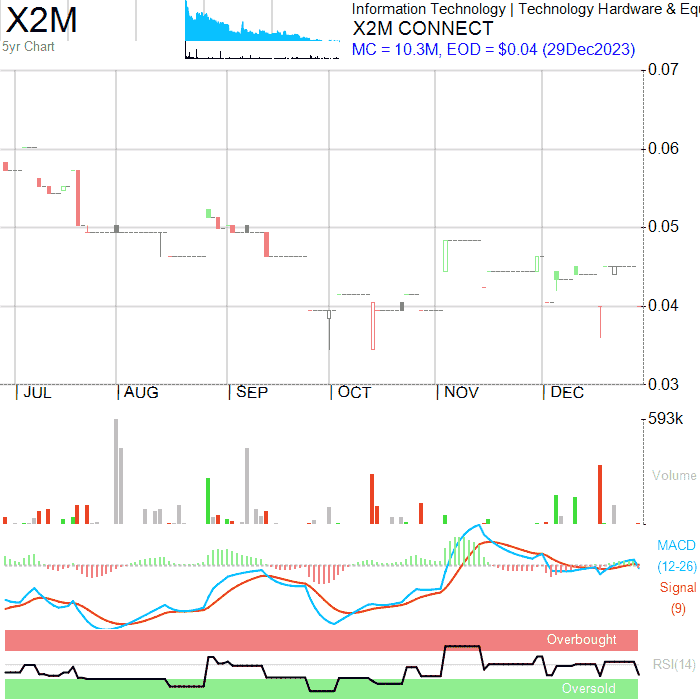 X2M
5yr Chart
Information Technology | Technology Hardware & Equ
X2M CONNECT
MC = 10.3M, EOD = $0.04 (29Dec2023)
0.07
0.06
0.05
0.04
0.03
JUL AUG SEP OCT NOV DEC
593k
Volume
MACD
(12-26)
Signal
(9)
Overbought
RSI(14)
Oversold